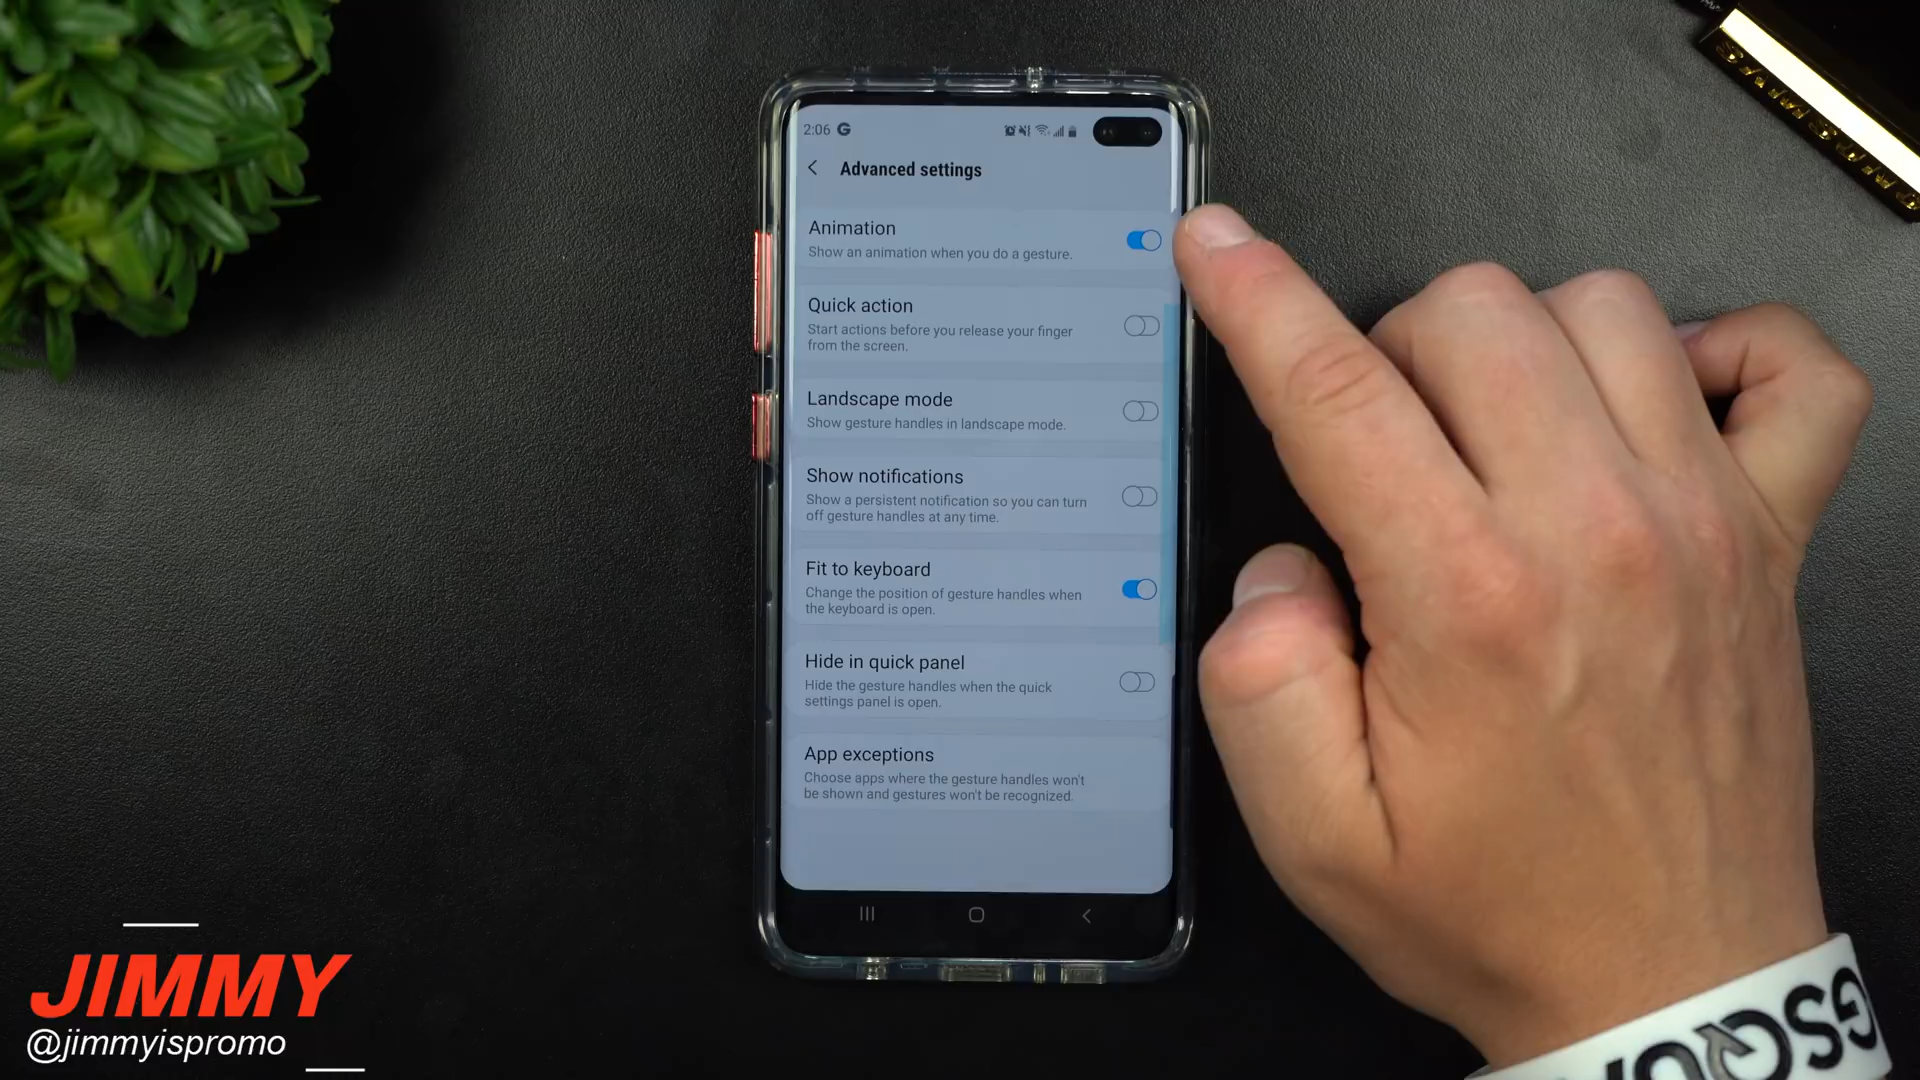 2:06 G
Advanced settings
Animation
Show an animation when you do a gesture.
Quick action
Start actions before you release your finger
from the screen.
Landscape mode
Show gesture handles in landscape mode.
Show notifications
Show a persistent notification so you can turn
off gesture handles at any time.
Fit to keyboard
Change the position of gesture handles when
the keyboard is open.
Hide in quick panel
Hide the gesture handles when the quick
settings panel is open.
App exceptions
Choose apps where the gesture handles won't
be shown and gestures won't be recognized.
JIMMY
@jimmyispromo